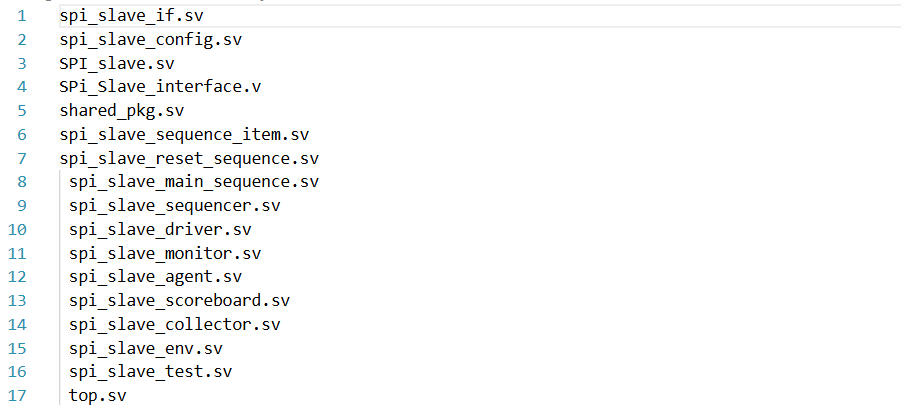 1 spi_slave_if.sv
2 spi_slave_config.sv
3 SPI_slave.sv
4 SPi_Slave_interface.v
5 shared_pkg.sv
6 spi_slave_sequence_item.sv
7 spi_slave_reset_sequence.sv
8 spi_slave_main_sequence.sv
9 spi_slave_sequencer.sv
10 spi_slave_driver.sv
11 spi_slave_monitor.sv
12 spi_slave_agent.sv
13 spi_slave_scoreboard.sv
14 spi_slave_collector.sv
15 spi_slave_env.sv
16 spi_slave_test.sv
17 top.sv